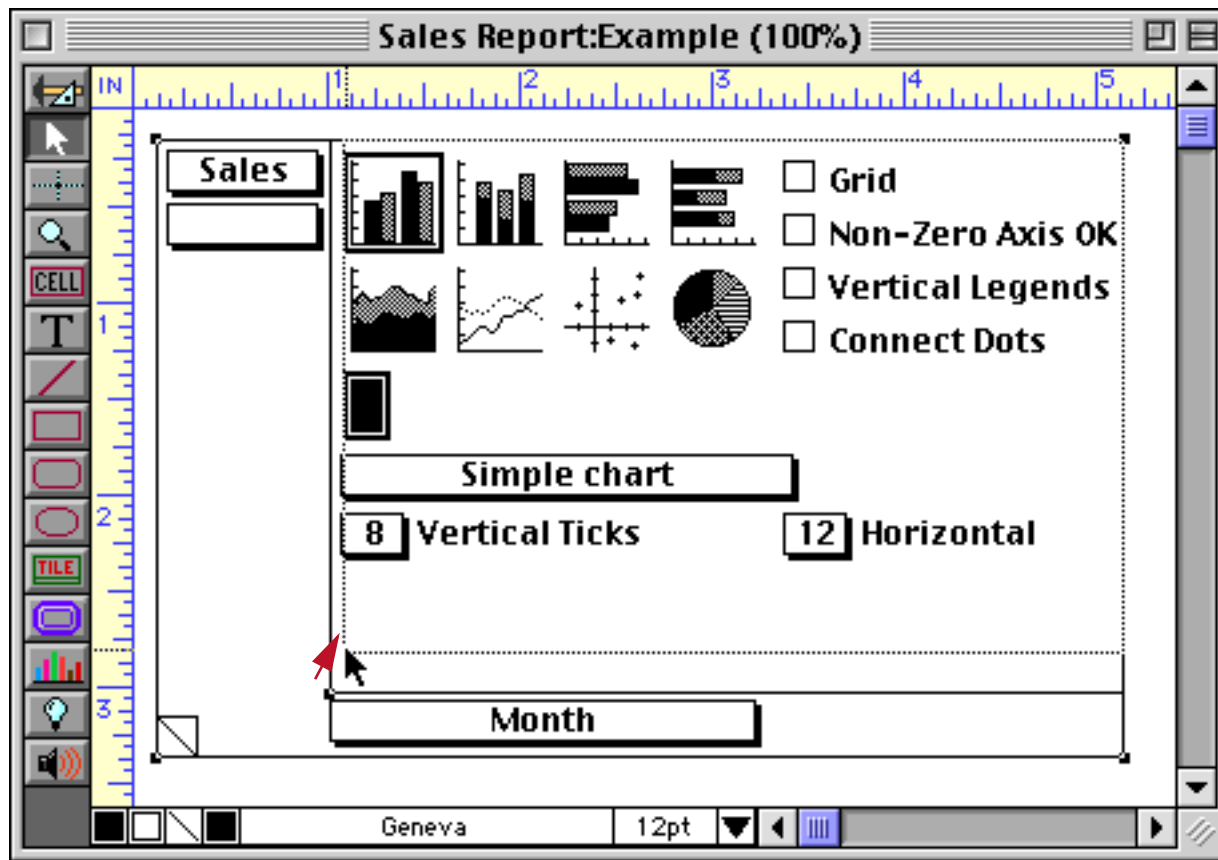 Sales Report:Example (100%)
IN 1 2 3 4 5
Sales
Grid
Non-Zero Axis OK
CELL
Vertical Legends
T
1
Connect Dots
Simple chart
2
8 Vertical Ticks 12 Horizontal
TILE
3
Month
Geneva 12pt